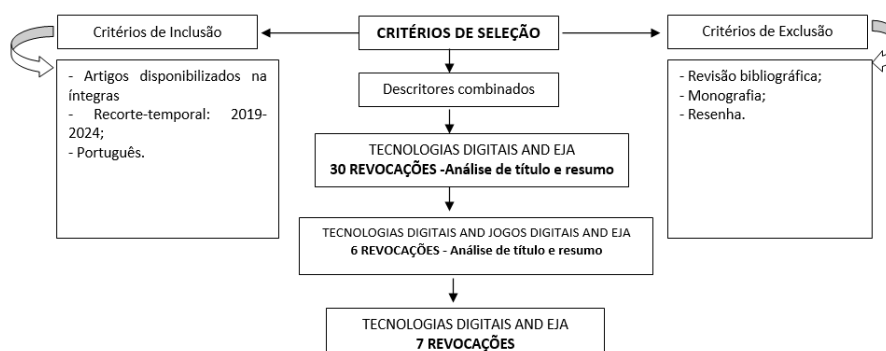 Critérios de Inclusão
CRITÉRIOS DE SELEÇÃO
Critérios de Exclusão
- Artigos disponibilizados na
íntegras
- Recorte-temporal: 2019-
2024;
- Português.
Descritores combinados
- Revisão bibliográfica;
- Monografia;
- Resenha.
TECNOLOGIAS DIGITAIS AND EJA
30 REVOCAÇÕES -Análise de título e resumo
TECNOLOGIAS DIGITAIS AND JOGOS DIGITAIS AND EJA
6 REVOCAÇÕES - Análise de título e resumo
TECNOLOGIAS DIGITAIS AND EJA
7 REVOCAÇÕES